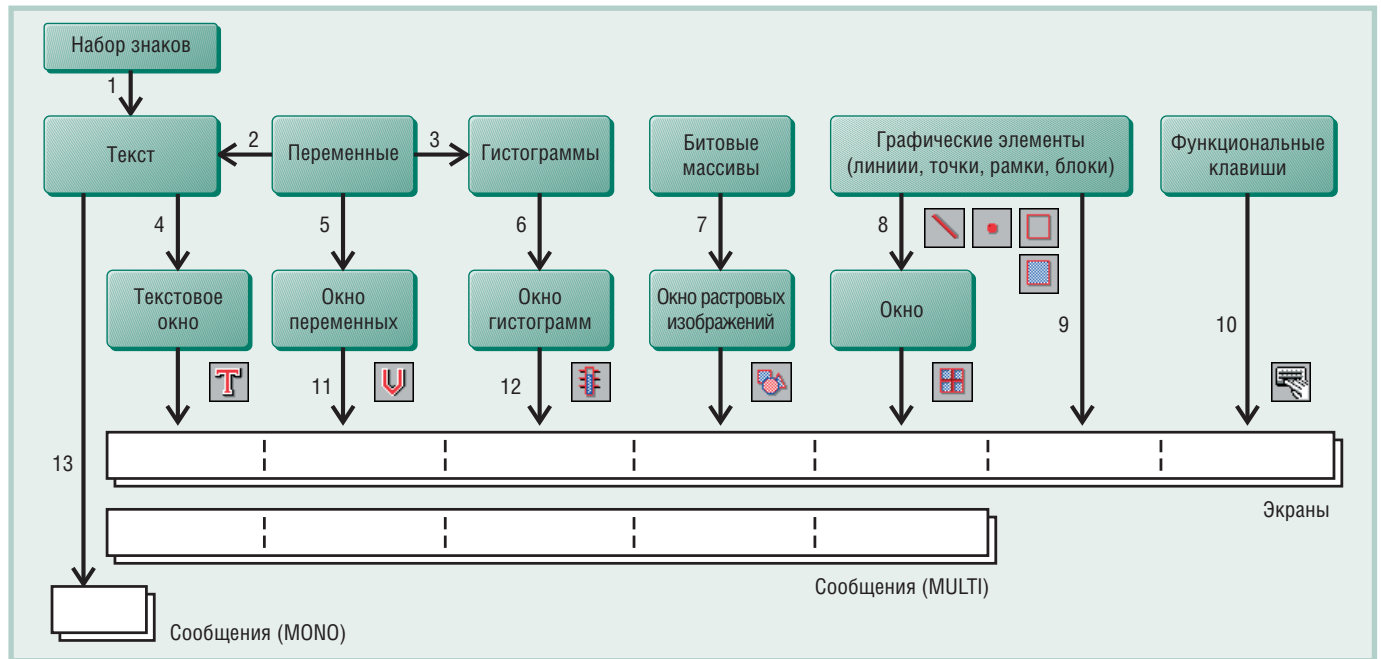 Набор знаков
1
Текст
2
Переменные
3
Гистограммы
Битовые
массивы
Графические элементы
(линиии, точки, рамки, блоки)
Функциональные
клавиши
4
5
6
7
8
9
10
Текстовое
окно
Окно
переменных
Окно
гистограмм
Окно растровых
изображений
Окно
T
11
V
12
13
Экраны
Сообщения (MULTI)
Сообщения (MONO)